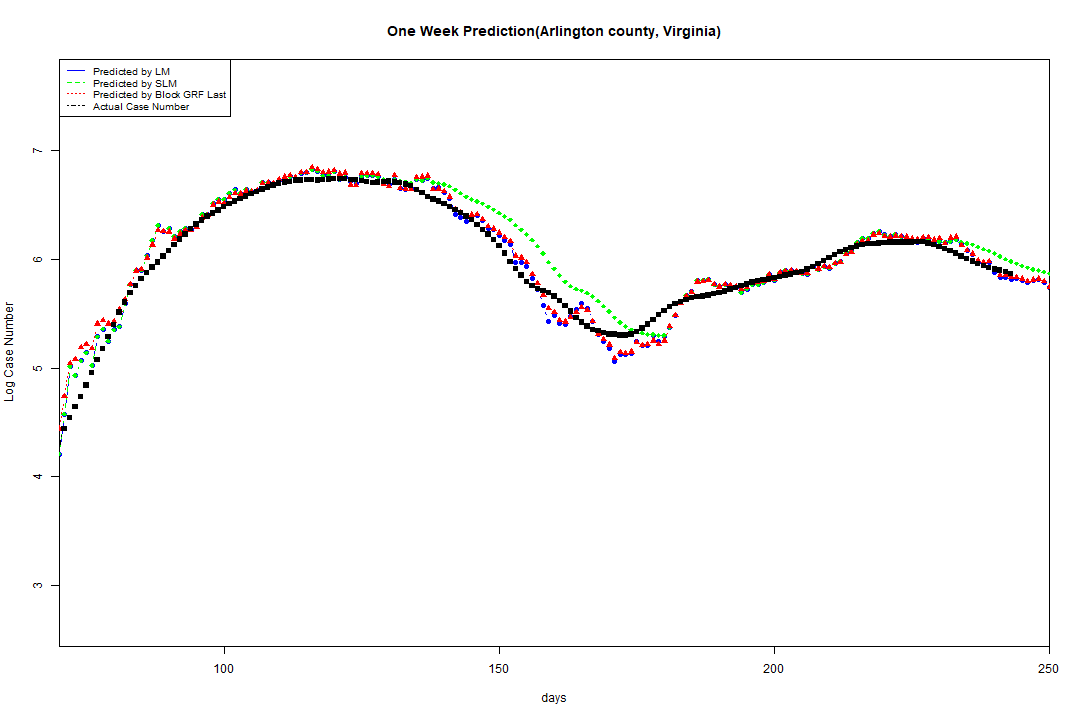 One Week Prediction(Arlington county, Virginia)
Predicted by LM
Predicted by SLM
Predicted by Block GRF Last
Actual Case Number
7
6
5
4
3
Log Case Number
100
150
200
250
days